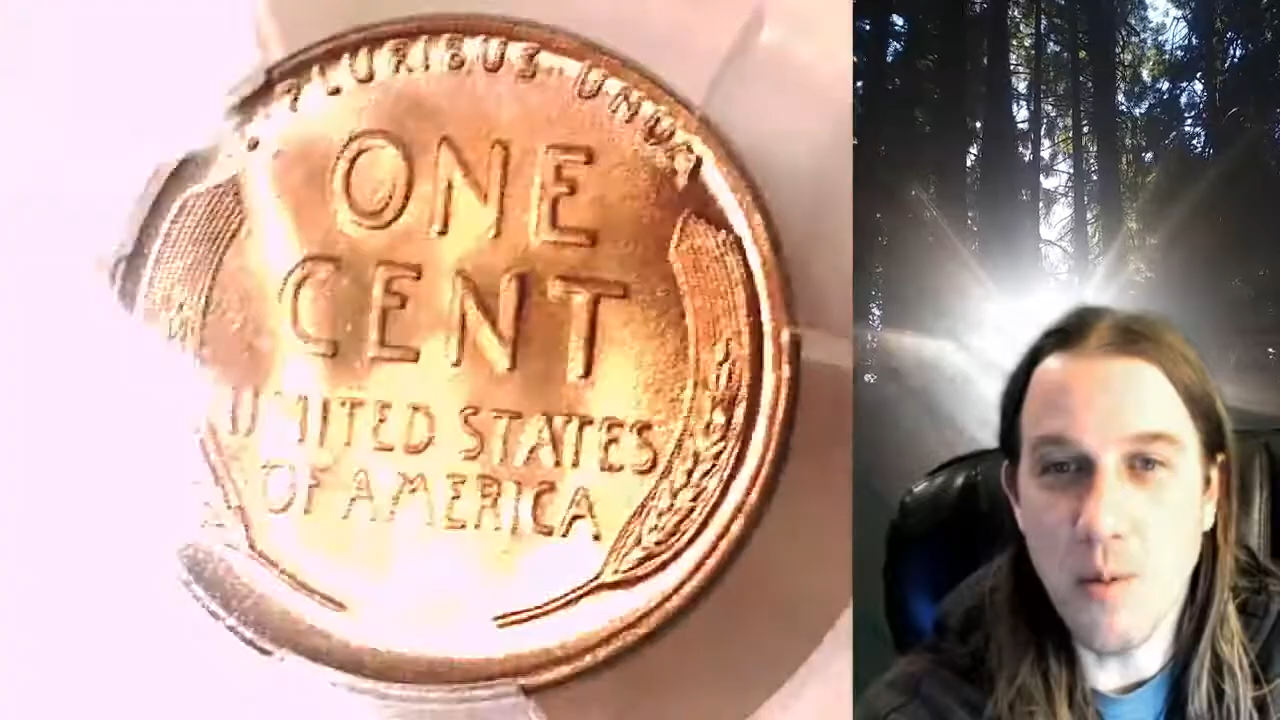 PLURIBUS · UNUM
ONE
CENT
UNITED STATES
OF AMERICA